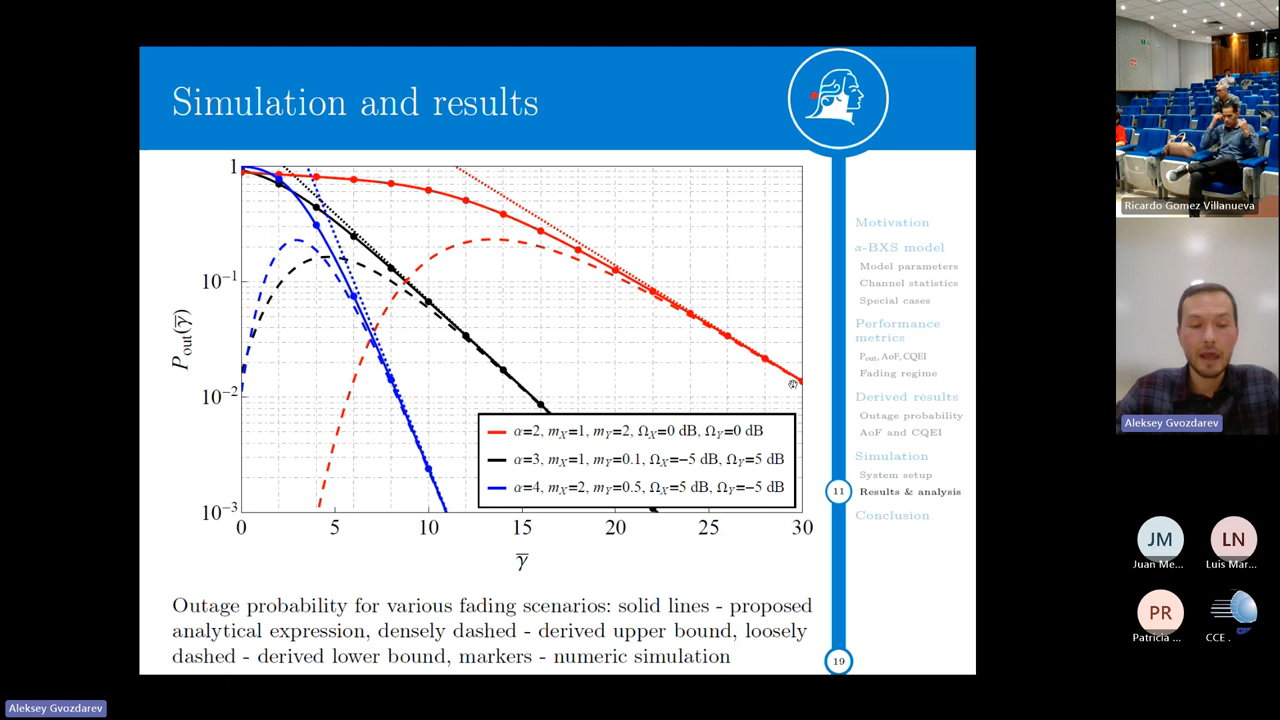 Simulation and results
1
10⁻¹
10⁻²
10⁻³
P_out(γ̅)
0 5 10 15 20 25 30
γ̅
α=2, m_X=1, m_Y=2, Ω_X=0 dB, Ω_Y=0 dB
α=3, m_X=1, m_Y=0.1, Ω_X=−5 dB, Ω_Y=5 dB
α=4, m_X=2, m_Y=0.5, Ω_X=5 dB, Ω_Y=−5 dB
Outage probability for various fading scenarios: solid lines - proposed
analytical expression, densely dashed - derived upper bound, loosely
dashed - derived lower bound, markers - numeric simulation
Motivation
α-BXS model
Model parameters
Channel statistics
Special cases
Performance
metrics
P_out, AoF, CQEI
Fading regime
Derived results
Outage probability
AoF and CQEI
Simulation
System setup
11
Results & analysis
Conclusion
19
Ricardo Gomez Villanueva
Aleksey Gvozdarev
JM
Juan Me...
LN
Luis Mar...
PR
Patricia ...
CCE .
Aleksey Gvozdarev